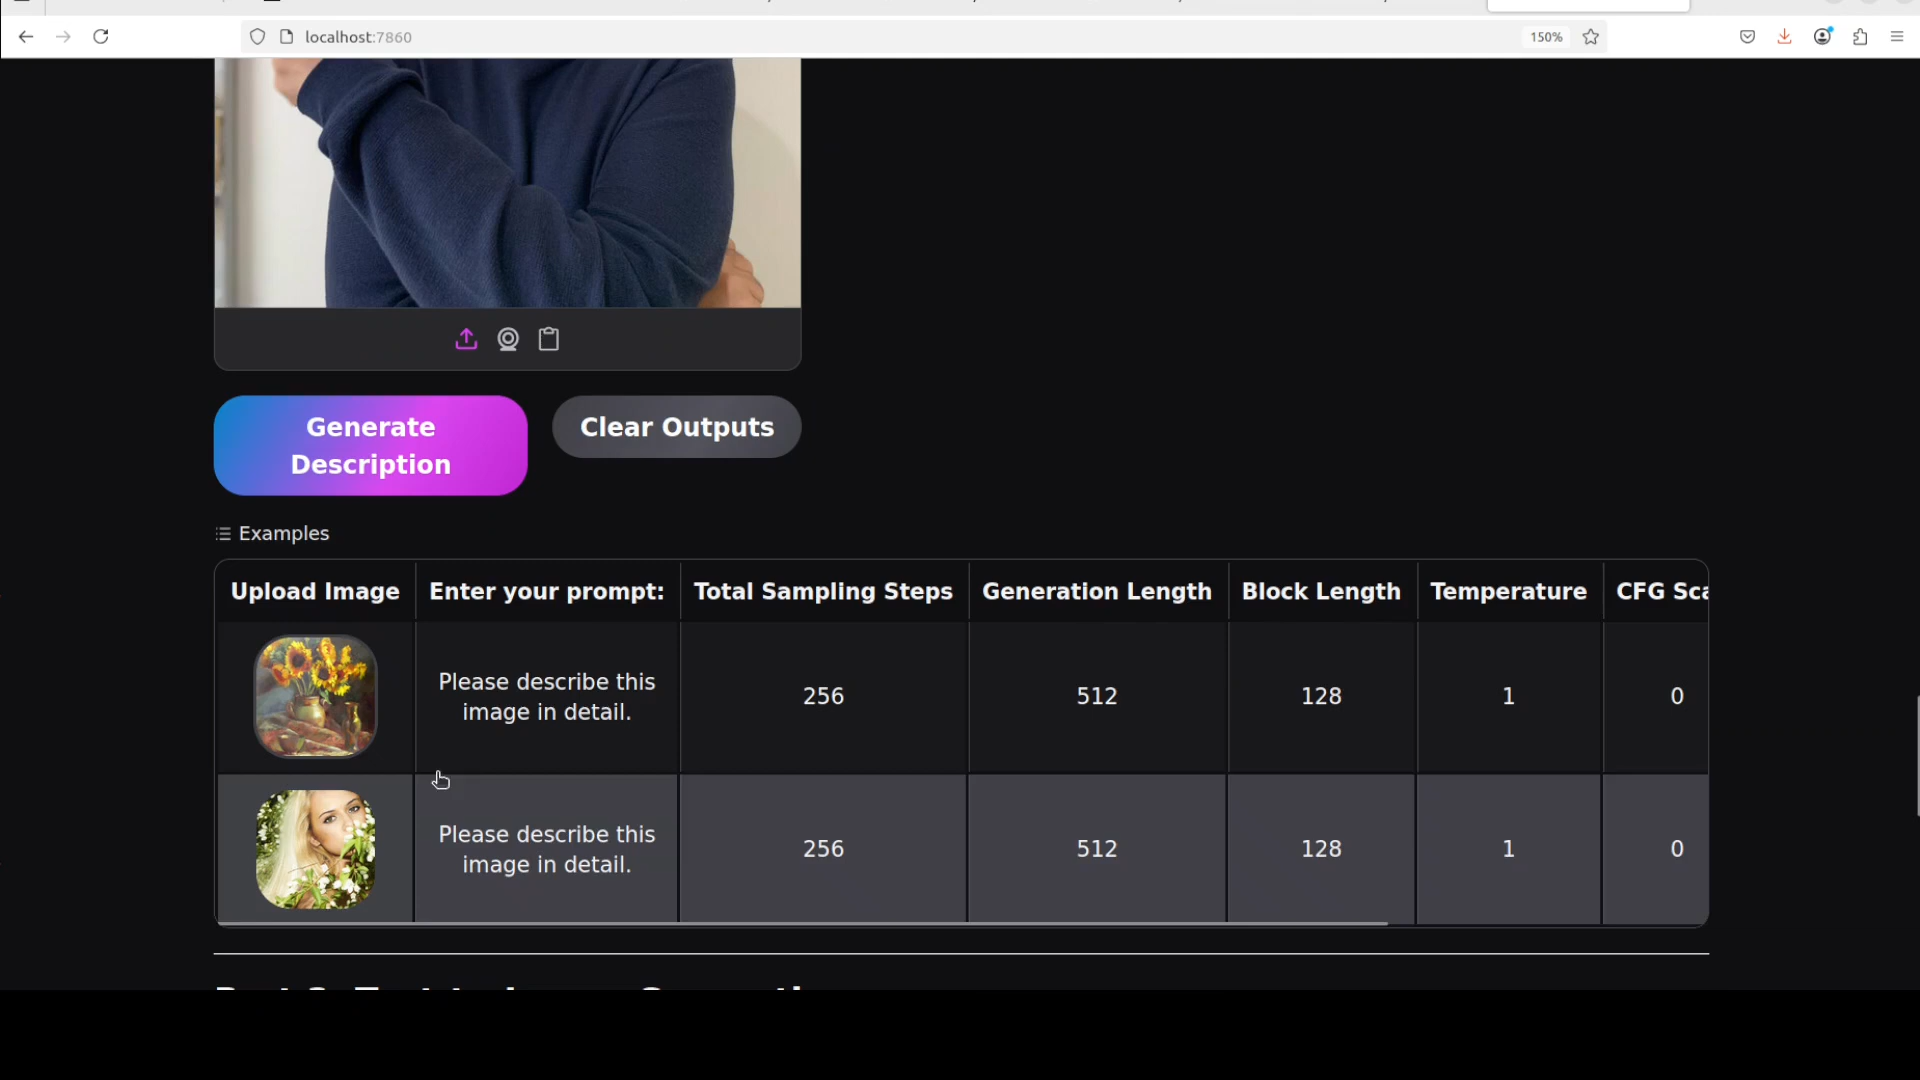 localhost:7860
150%
Generate
Description
Clear Outputs
Examples
Upload Image Enter your prompt: Total Sampling Steps Generation Length Block Length Temperature CFG Sca
Please describe this
image in detail.
256 512 128 1 0
Please describe this
image in detail.
256 512 128 1 0